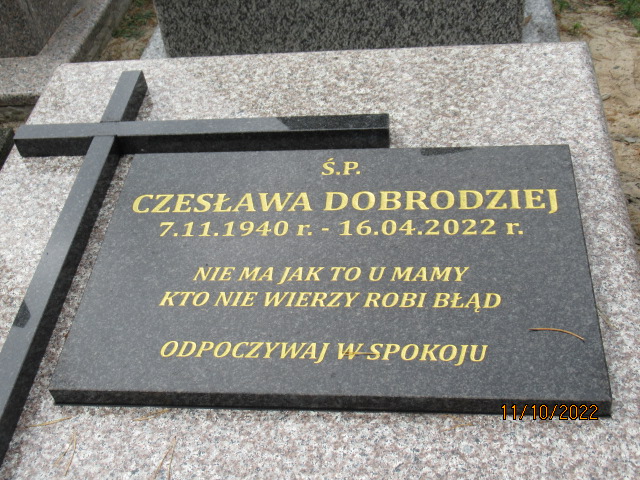 Ś.P.
CZESŁAWA DOBRODZIEJ
7.11.1940 r. - 16.04.2022 r.
NIE MA JAK TO U MAMY
KTO NIE WIERZY ROBI BŁĄD
ODPOCZYWAJ W SPOKOJU
11/10/2022